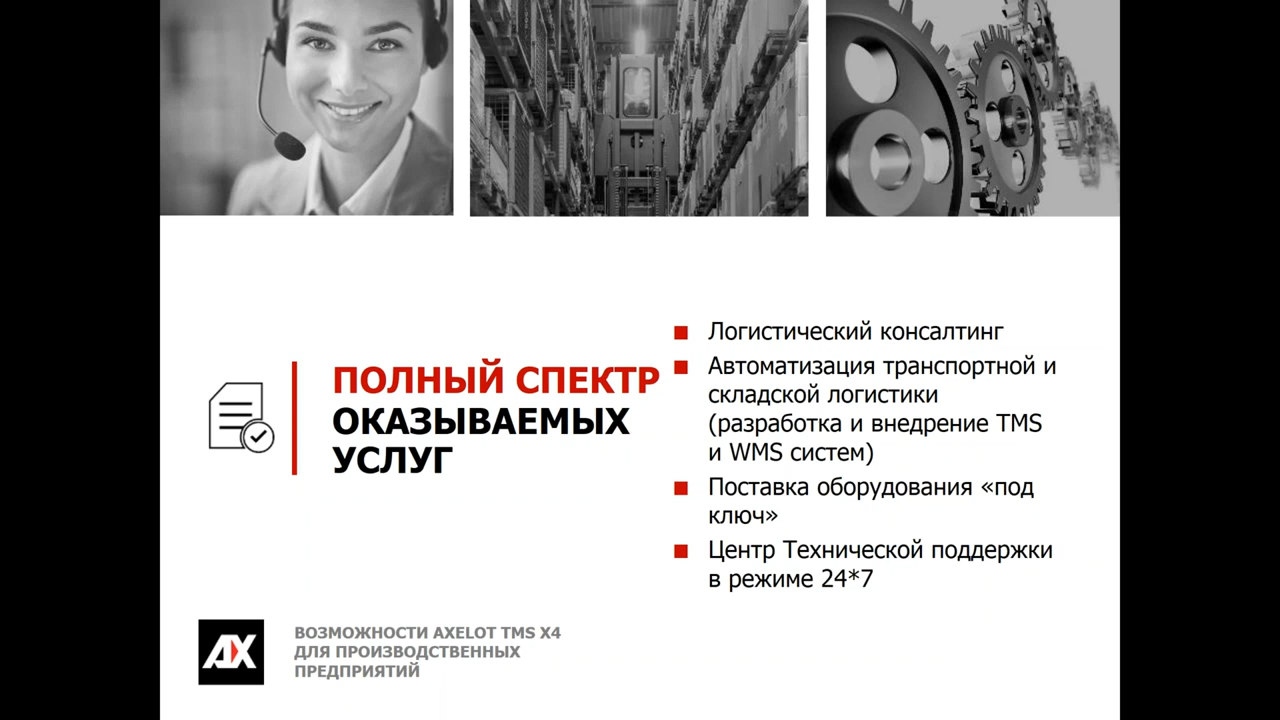 ПОЛНЫЙ СПЕКТР
ОКАЗЫВАЕМЫХ
УСЛУГ
Логистический консалтинг
Автоматизация транспортной и
складской логистики
(разработка и внедрение TMS
и WMS систем)
Поставка оборудования «под
ключ»
Центр Технической поддержки
в режиме 24*7
AX
ВОЗМОЖНОСТИ AXELOT TMS X4
ДЛЯ ПРОИЗВОДСТВЕННЫХ
ПРЕДПРИЯТИЙ